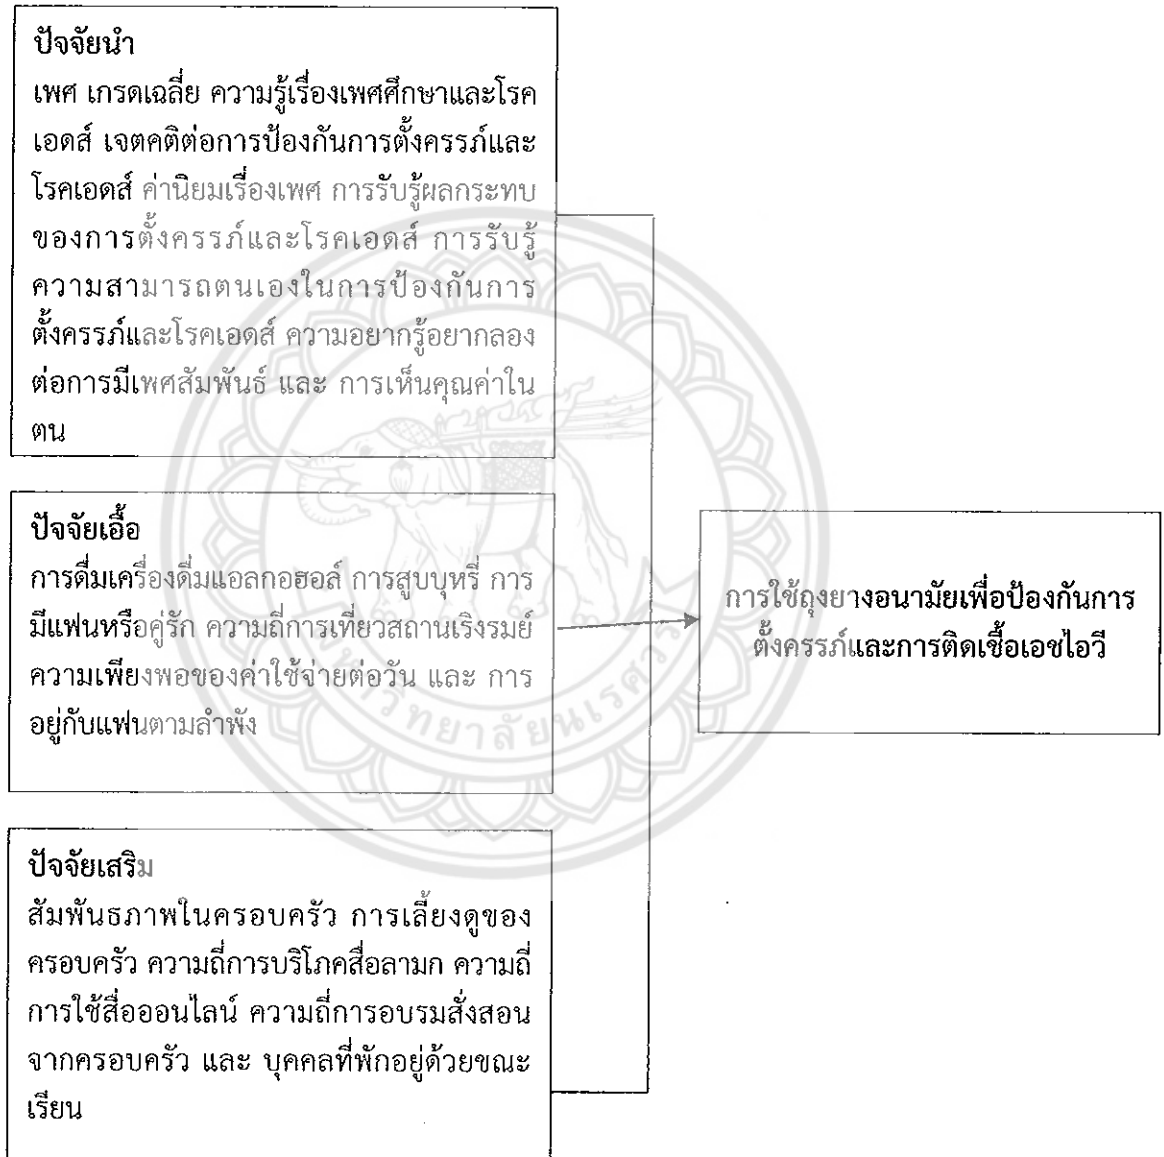 ปัจจัยนำ
เพศ เกรดเฉลี่ย ความรู้เรื่องเพศศึกษาและโรค
เอดส์ เจตคติต่อการป้องกันการตั้งครรภ์และ
โรคเอดส์ ค่านิยมเรื่องเพศ การรับรู้ผลกระทบ
ของการตั้งครรภ์และโรคเอดส์ การรับรู้
ความสามารถตนเองในการป้องกันการ
ตั้งครรภ์และโรคเอดส์ ความอยากรู้อยากลอง
ต่อการมีเพศสัมพันธ์ และ การเห็นคุณค่าใน
ตน
ปัจจัยเอื้อ
การดื่มเครื่องดื่มแอลกอฮอล์ การสูบบุหรี่ การ
มีแฟนหรือคู่รัก ความถี่การเที่ยวสถานเริงรมย์
ความเพียงพอของค่าใช้จ่ายต่อวัน และ การ
อยู่กับแฟนตามลำพัง
การใช้ถุงยางอนามัยเพื่อป้องกันการ
ตั้งครรภ์และการติดเชื้อเอชไอวี
ปัจจัยเสริม
สัมพันธภาพในครอบครัว การเลี้ยงดูของ
ครอบครัว ความถี่การบริโภคสื่อลามก ความถี่
การใช้สื่อออนไลน์ ความถี่การอบรมสั่งสอน
จากครอบครัว และ บุคคลที่พักอยู่ด้วยขณะ
เรียน
มหาวิทยาลัยนเรศวร